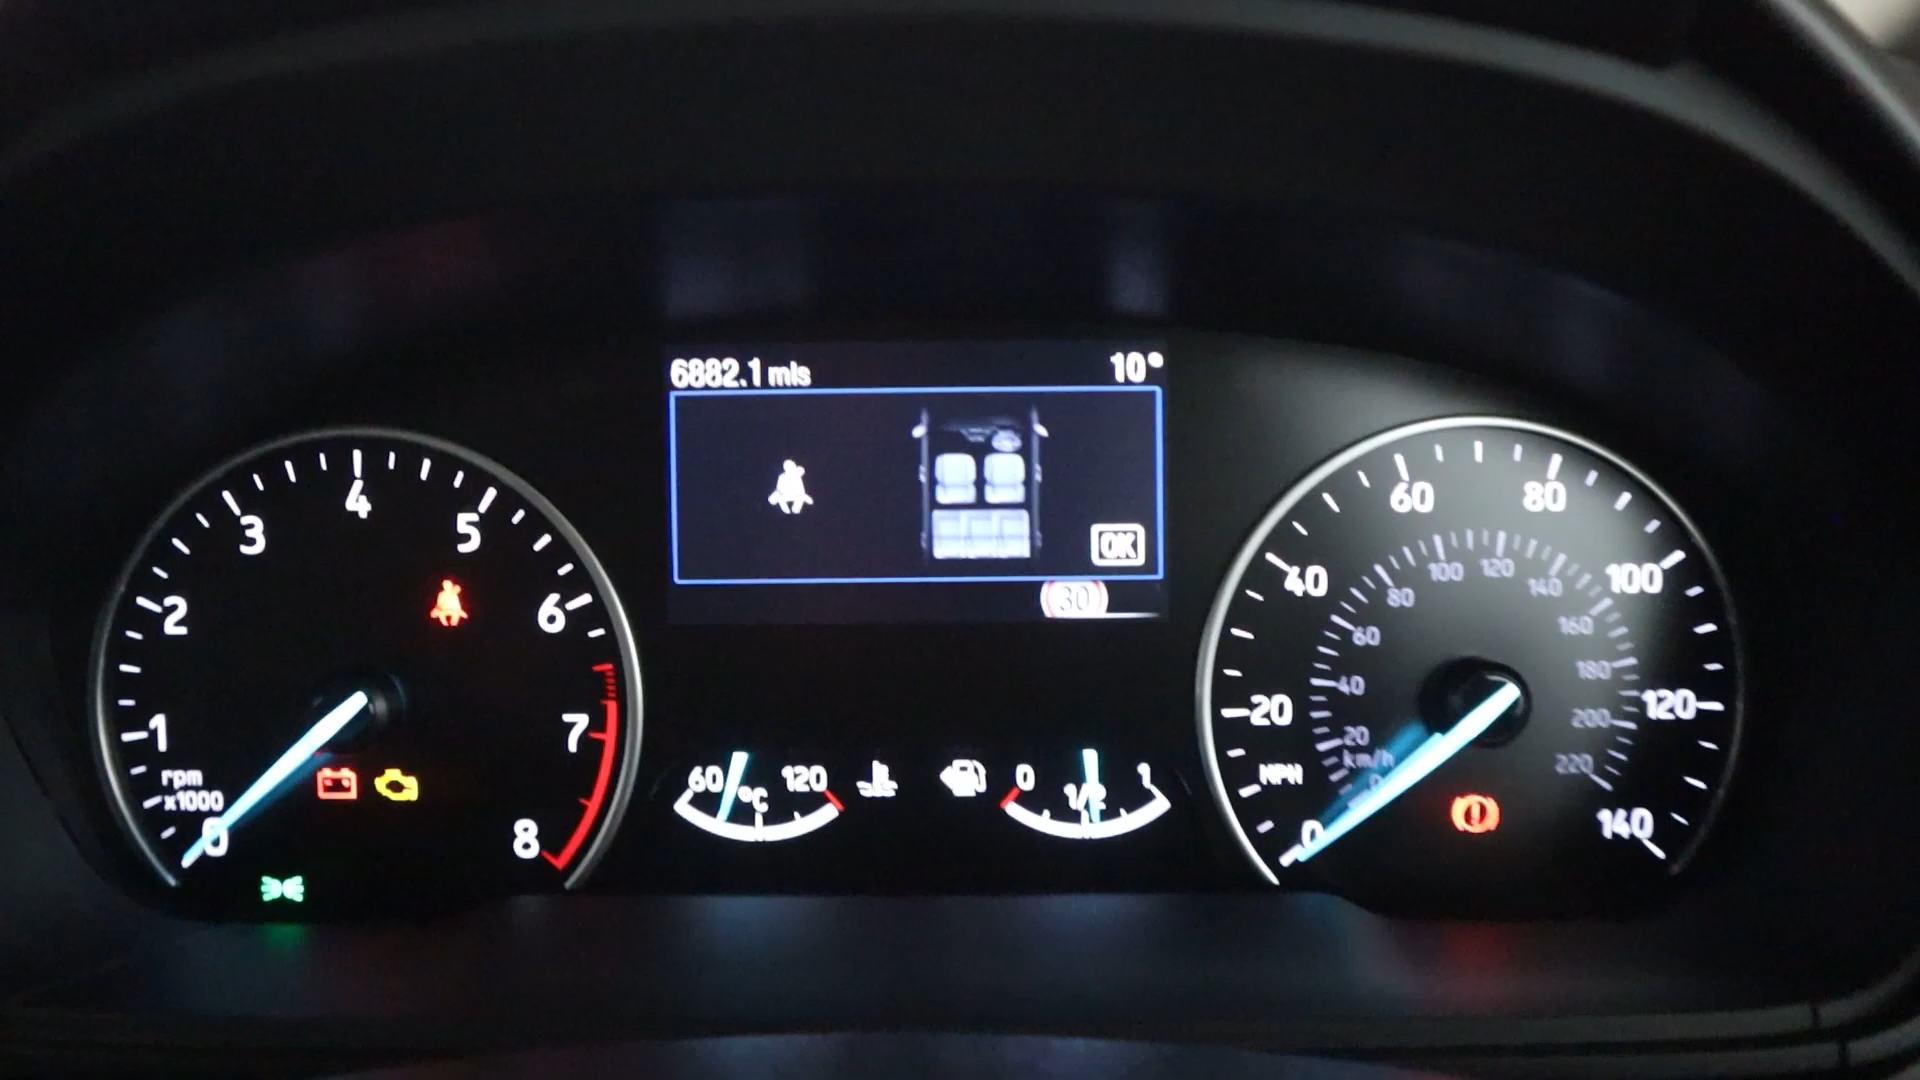 6882.1 mls 10°
OK
30
1 2 3 4 5 6 7 8
rpm
x1000
0
60 120
°C
0 1/2 1
20 40 60 80 100 120 140
MPH
0
20 40 60 80 100 120 140 160 180 200 220
km/h
0